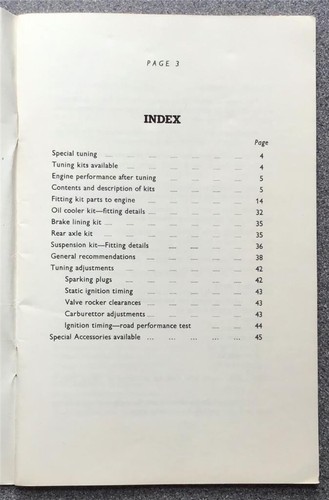 PAGE 3
INDEX
Page
Special tuning 4
Tuning kits available 4
Engine performance after tuning 5
Contents and description of kits 5
Fitting kit parts to engine 14
Oil cooler kit—fitting details 32
Brake lining kit 35
Rear axle kit 35
Suspension kit—Fitting details 36
General recommendations 38
Tuning adjustments 42
Sparking plugs 42
Static ignition timing 43
Valve rocker clearances 43
Carburettor adjustments 43
Ignition timing—road performance test 44
Special Accessories available 45